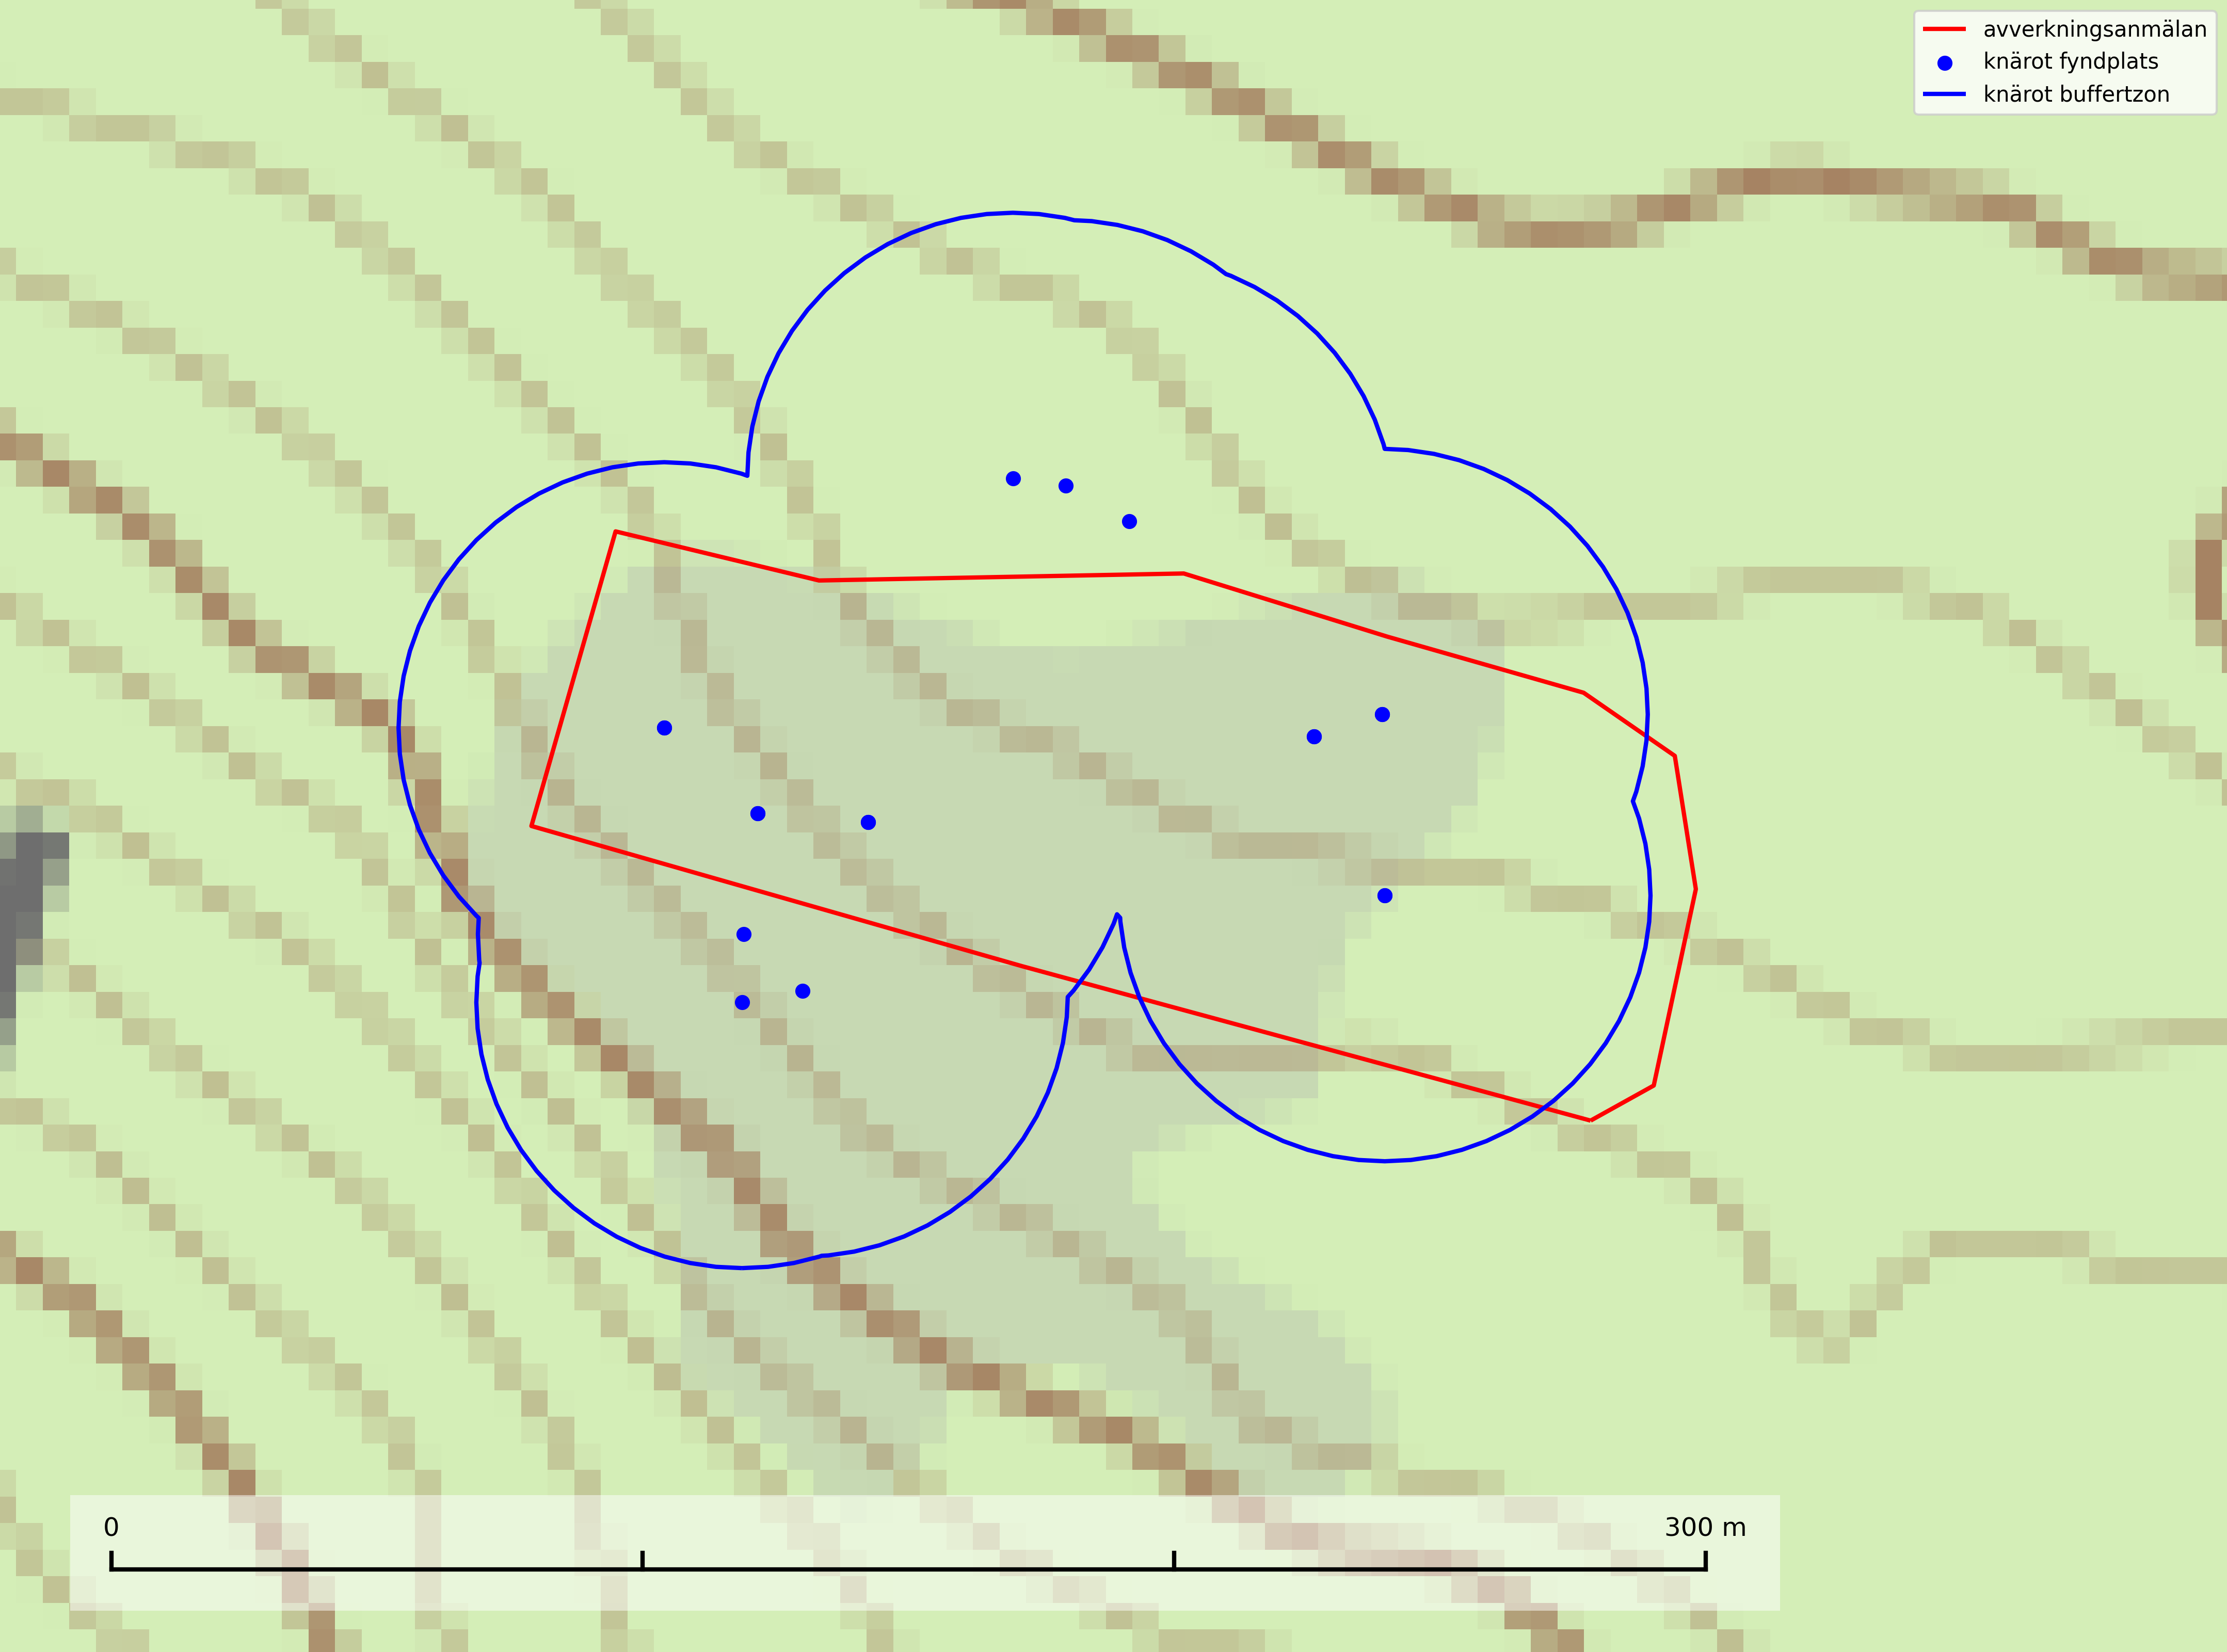 avverkningsanmälan
knärot fyndplats
knärot buffertzon
0
300 m